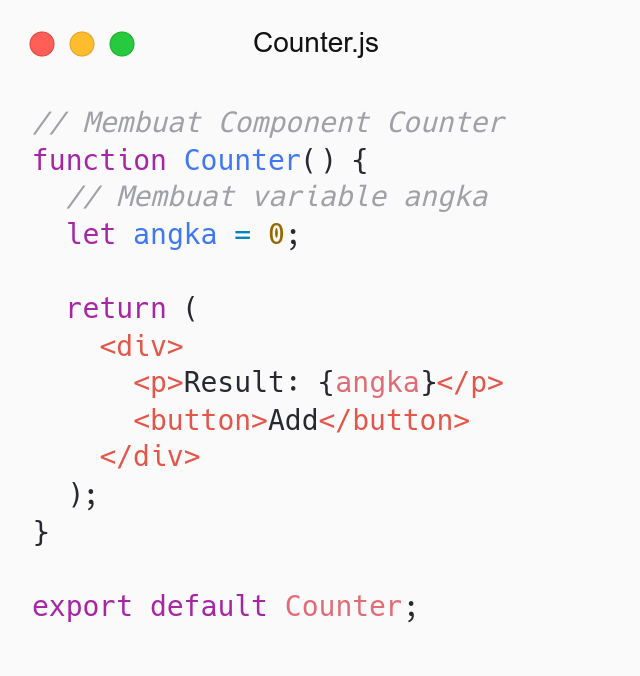 Counter.js
// Membuat Component Counter
function Counter() {
  // Membuat variable angka
  let angka = 0;
  return (
    <div>
      <p>Result: {angka}</p>
      <button>Add</button>
    </div>
  );
}
export default Counter;